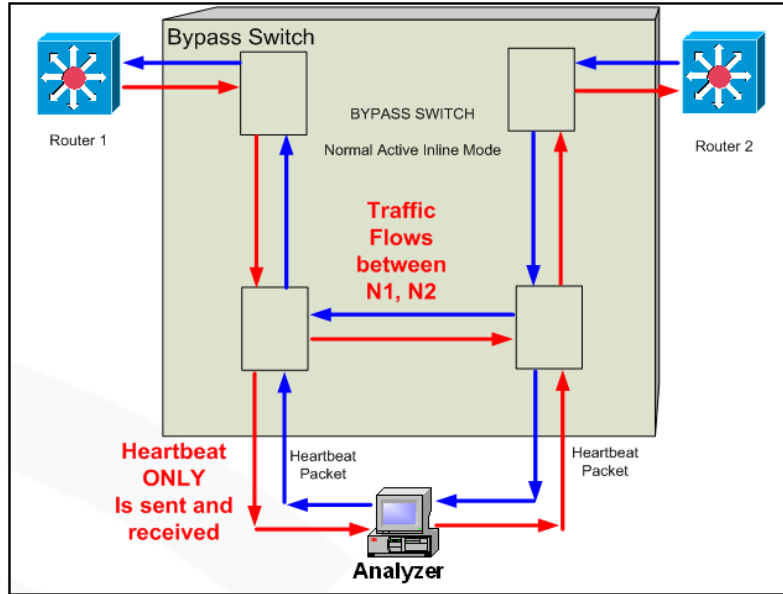 Bypass Switch
BYPASS SWITCH
Normal Active Inline Mode
Router 1
Router 2
Traffic
Flows
between
N1, N2
Heartbeat
ONLY
Is sent and
received
Heartbeat
Packet
Heartbeat
Packet
Analyzer